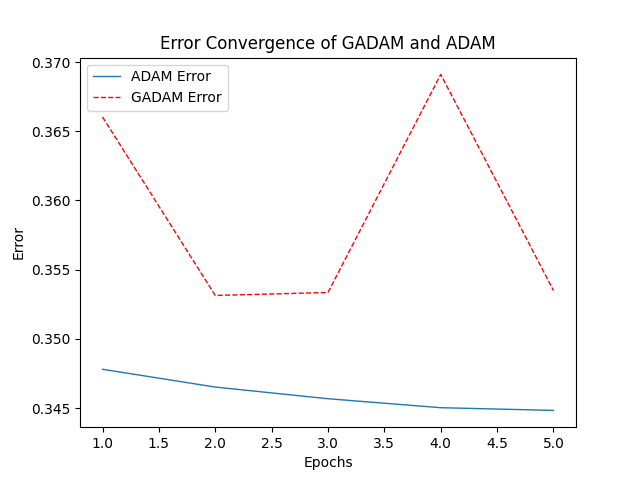 Error Convergence of GADAM and ADAM
ADAM Error
GADAM Error
Error
0.370
0.365
0.360
0.355
0.350
0.345
1.0 1.5 2.0 2.5 3.0 3.5 4.0 4.5 5.0
Epochs